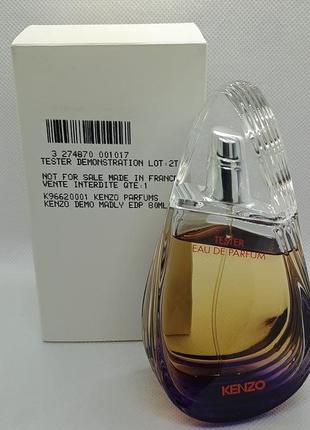 3 274870 001017
TESTER DEMONSTRATION LOT:2T
NOT FOR SALE MADE IN FRANCE
VENTE INTERDITE QTE:1
K96620001 KENZO PARFUMS
KENZO DEMO MADLY EDP 80ML
TESTER
EAU DE PARFUM
KENZO